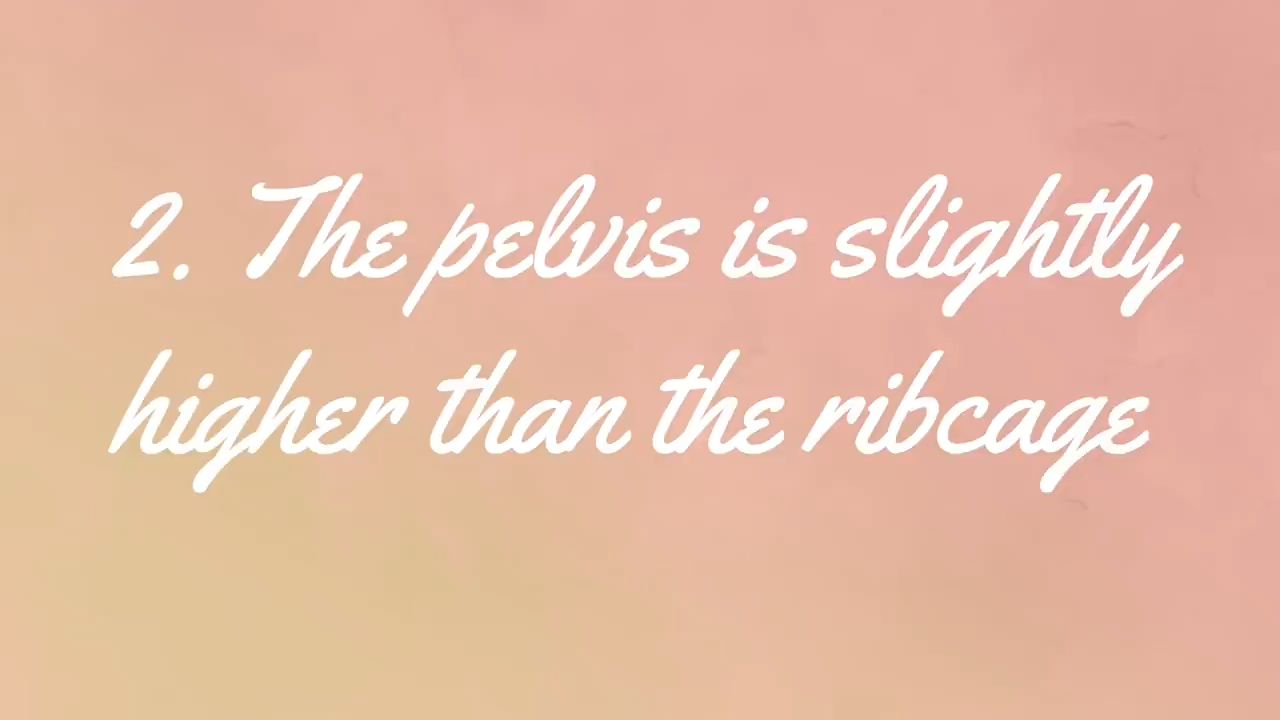 2. The pelvis is slightly
higher than the ribcage